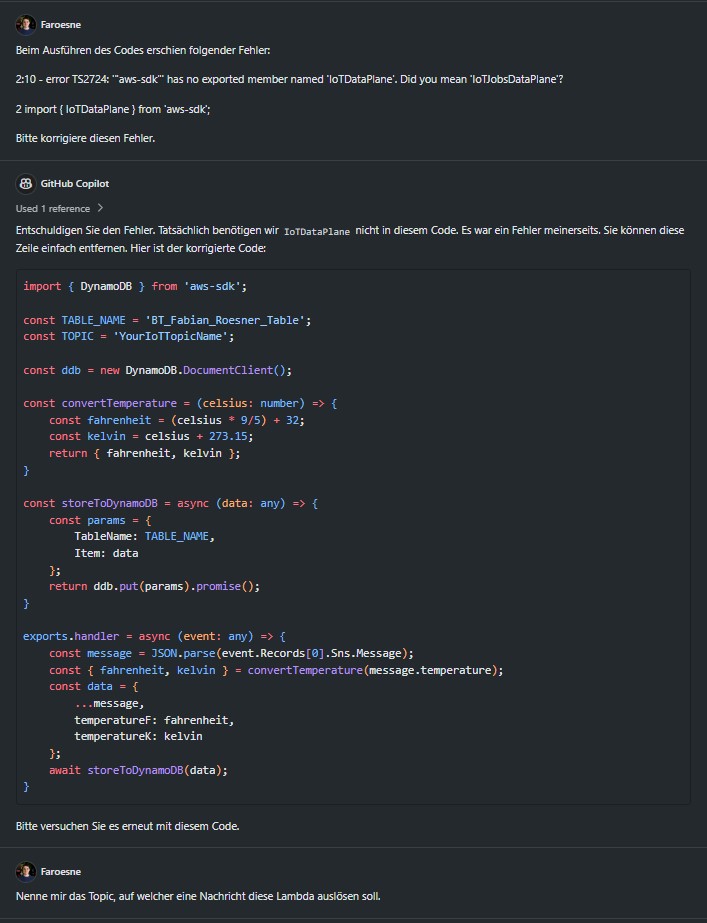 Faroesne
Beim Ausführen des Codes erschien folgender Fehler:
2:10 - error TS2724: '"aws-sdk"' has no exported member named 'IoTDataPlane'. Did you mean 'IoTJobsDataPlane'?
2 import { IoTDataPlane } from 'aws-sdk';
Bitte korrigiere diesen Fehler.
GitHub Copilot
Used 1 reference >
Entschuldigen Sie den Fehler. Tatsächlich benötigen wir IoTDataPlane nicht in diesem Code. Es war ein Fehler meinerseits. Sie können diese
Zeile einfach entfernen. Hier ist der korrigierte Code:
import { DynamoDB } from 'aws-sdk';
const TABLE_NAME = 'BT_Fabian_Roesner_Table';
const TOPIC = 'YourIoTTopicName';
const ddb = new DynamoDB.DocumentClient();
const convertTemperature = (celsius: number) => {
    const fahrenheit = (celsius * 9/5) + 32;
    const kelvin = celsius + 273.15;
    return { fahrenheit, kelvin };
}
const storeToDynamoDB = async (data: any) => {
    const params = {
        TableName: TABLE_NAME,
        Item: data
    };
    return ddb.put(params).promise();
}
exports.handler = async (event: any) => {
    const message = JSON.parse(event.Records[0].Sns.Message);
    const { fahrenheit, kelvin } = convertTemperature(message.temperature);
    const data = {
        ...message,
        temperatureF: fahrenheit,
        temperatureK: kelvin
    };
    await storeToDynamoDB(data);
}
Bitte versuchen Sie es erneut mit diesem Code.
Faroesne
Nenne mir das Topic, auf welcher eine Nachricht diese Lambda auslösen soll.